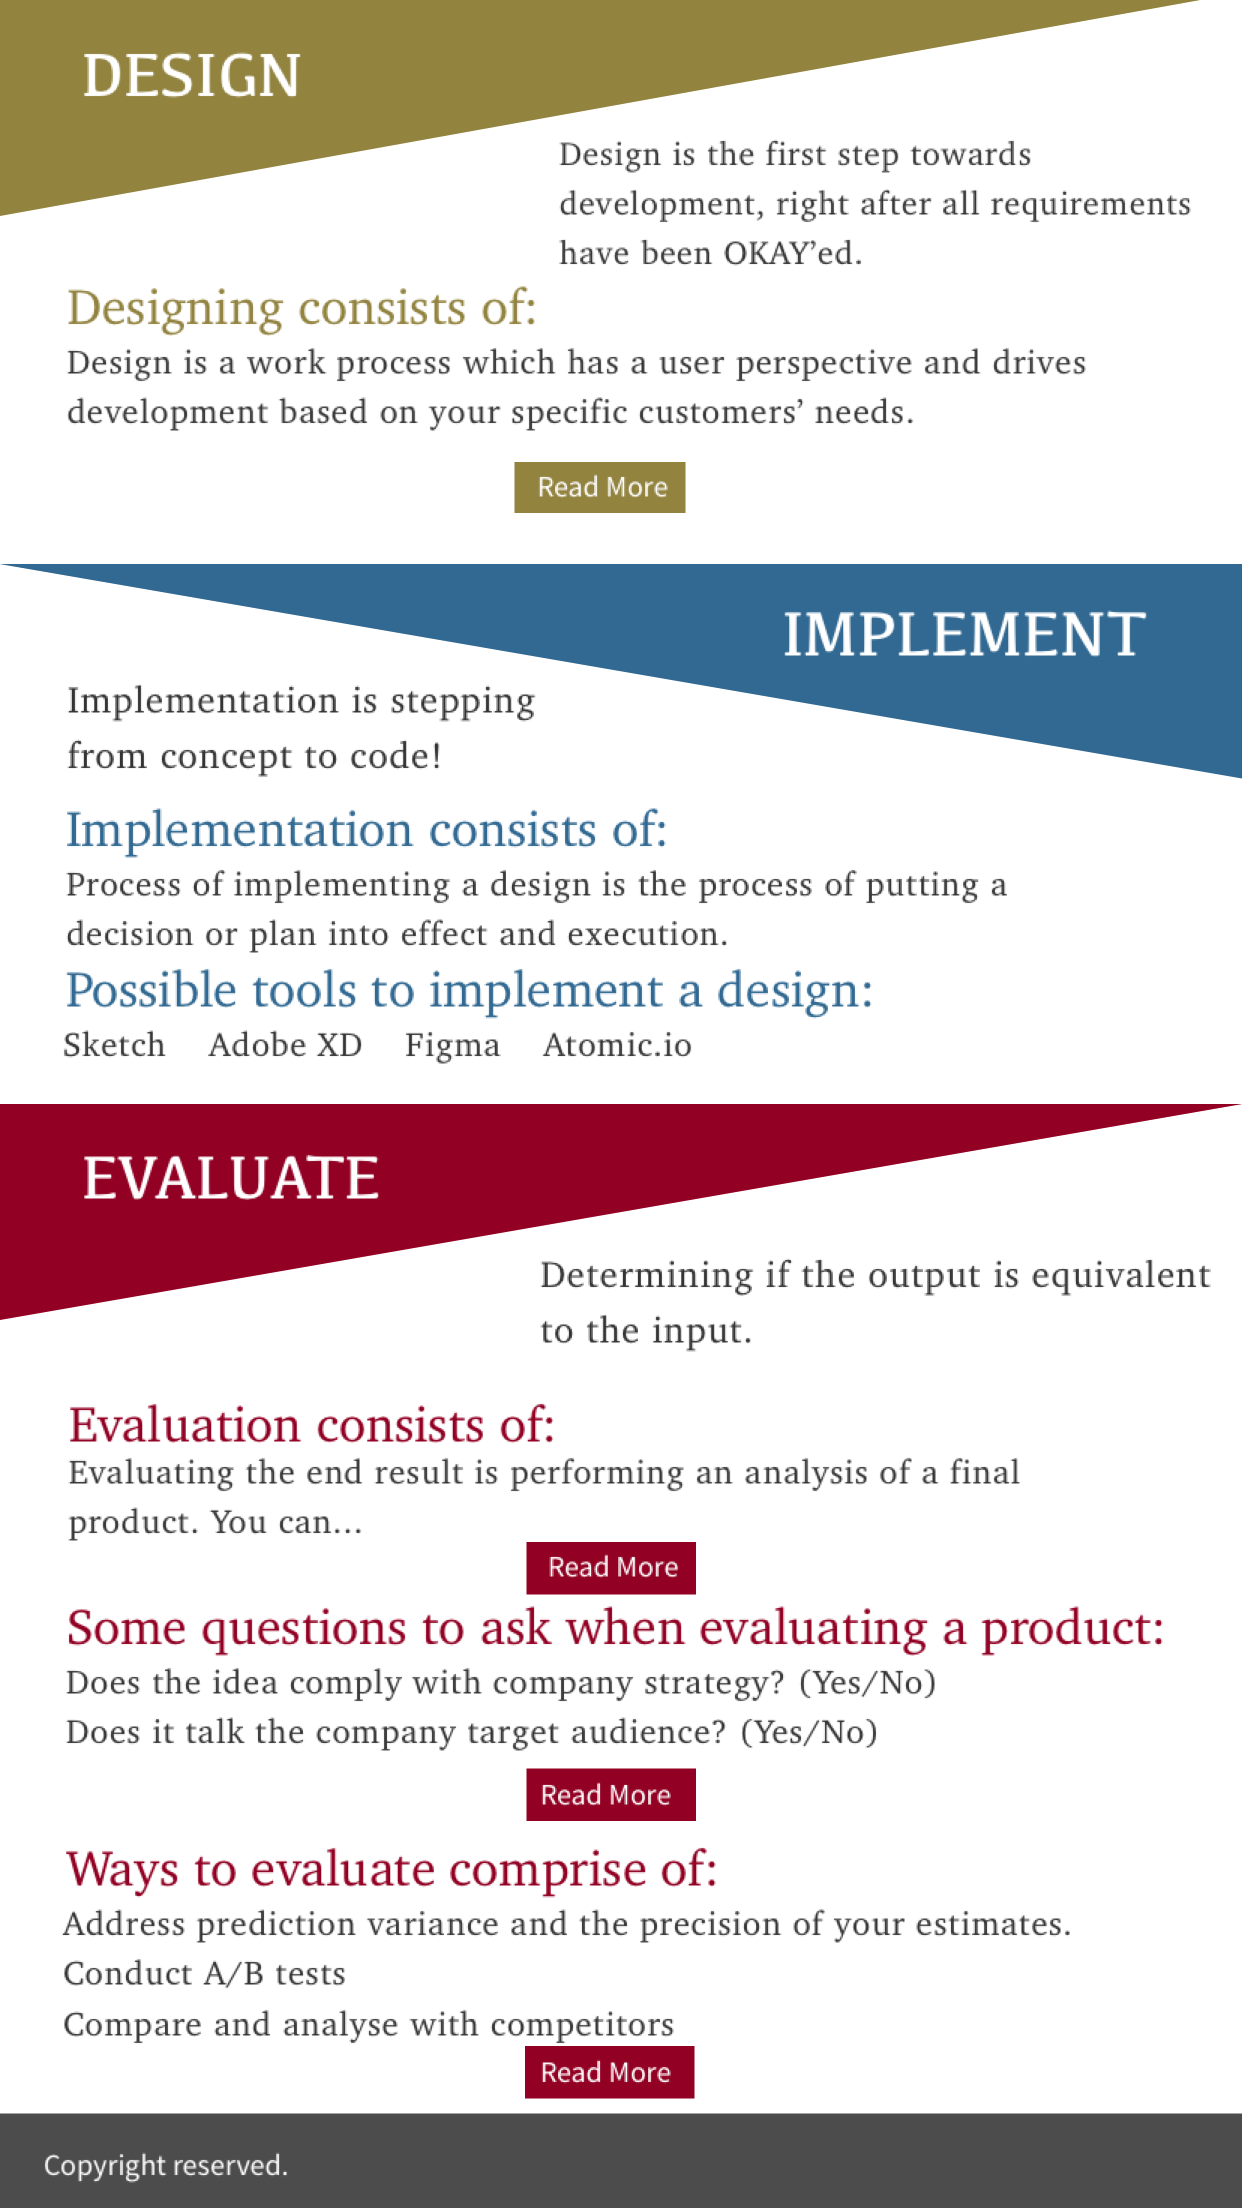 DESIGN
Design is the first step towards
development, right after all requirements
have been OKAY’ed.
Designing consists of:
Design is a work process which has a user perspective and drives
development based on your specific customers’ needs.
Read More
IMPLEMENT
Implementation is stepping
from concept to code!
Implementation consists of:
Process of implementing a design is the process of putting a
decision or plan into effect and execution.
Possible tools to implement a design:
Sketch Adobe XD Figma Atomic.io
EVALUATE
Determining if the output is equivalent
to the input.
Evaluation consists of:
Evaluating the end result is performing an analysis of a final
product. You can...
Read More
Some questions to ask when evaluating a product:
Does the idea comply with company strategy? (Yes/No)
Does it talk the company target audience? (Yes/No)
Read More
Ways to evaluate comprise of:
Address prediction variance and the precision of your estimates.
Conduct A/B tests
Compare and analyse with competitors
Read More
Copyright reserved.